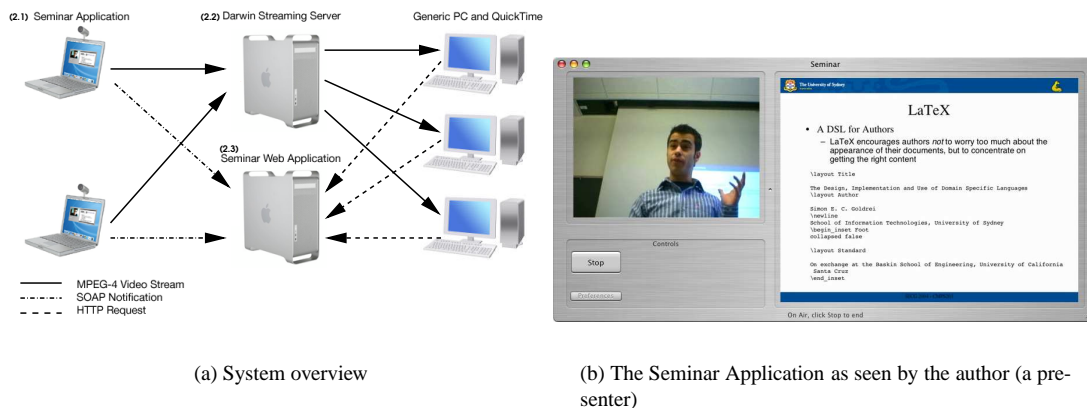 (2.1) Seminar Application
(2.2) Darwin Streaming Server
Generic PC and QuickTime
(2.3)
Seminar Web Application
MPEG-4 Video Stream
SOAP Notification
HTTP Request
(a) System overview
Seminar
The University of Sydney
LaTeX
• A DSL for Authors
– LaTeX encourages authors not to worry too much about the
appearance of their documents, but to concentrate on
getting the right content
\layout Title
The Design, Implementation and Use of Domain Specific Languages
\layout Author
Simon E. C. Goldrei
\newline
School of Information Technologies, University of Sydney
\begin_inset Foot
collapsed false
\layout Standard
On exchange at the Baskin School of Engineering, University of California
Santa Cruz
\end_inset
Controls
Stop
Preferences
On Air, click Stop to end
(b) The Seminar Application as seen by the author (a pre-
senter)